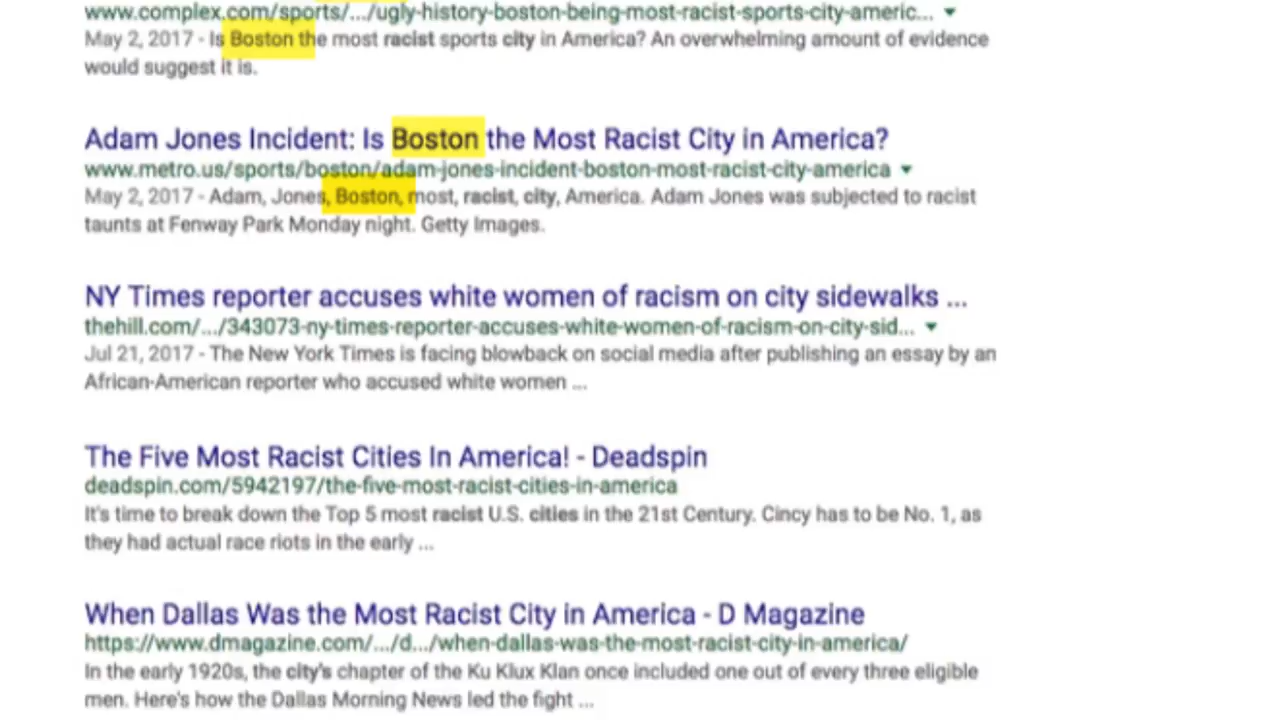 www.complex.com/sports/.../ugly-history-boston-being-most-racist-sports-city-americ...
May 2, 2017 - Is Boston the most racist sports city in America? An overwhelming amount of evidence
would suggest it is.
Adam Jones Incident: Is Boston the Most Racist City in America?
www.metro.us/sports/boston/adam-jones-incident-boston-most-racist-city-america
May 2, 2017 - Adam, Jones, Boston, most, racist, city, America. Adam Jones was subjected to racist
taunts at Fenway Park Monday night. Getty Images.
NY Times reporter accuses white women of racism on city sidewalks ...
thehill.com/.../343073-ny-times-reporter-accuses-white-women-of-racism-on-city-sid...
Jul 21, 2017 - The New York Times is facing blowback on social media after publishing an essay by an
African-American reporter who accused white women ...
The Five Most Racist Cities In America! - Deadspin
deadspin.com/5942197/the-five-most-racist-cities-in-america
It's time to break down the Top 5 most racist U.S. cities in the 21st Century. Cincy has to be No. 1, as
they had actual race riots in the early ...
When Dallas Was the Most Racist City in America - D Magazine
https://www.dmagazine.com/.../d.../when-dallas-was-the-most-racist-city-in-america/
In the early 1920s, the city's chapter of the Ku Klux Klan once included one out of every three eligible
men. Here's how the Dallas Morning News led the fight ...